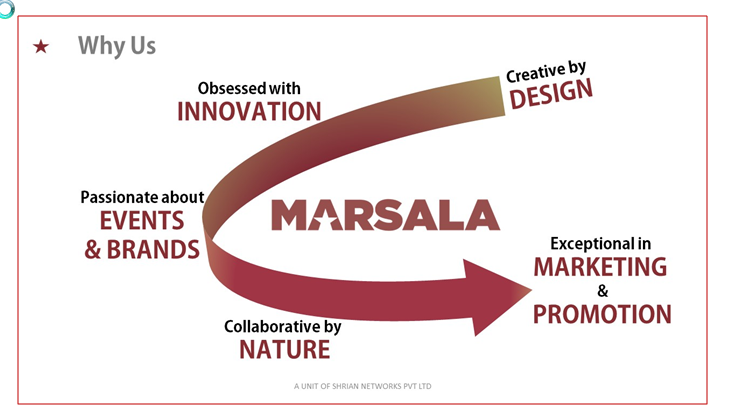 Why Us
Creative by
DESIGN
Obsessed with
INNOVATION
Passionate about
EVENTS
& BRANDS
MARSALA
Collaborative by
NATURE
Exceptional in
MARKETING
&
PROMOTION
A UNIT OF SHRIAN NETWORKS PVT LTD